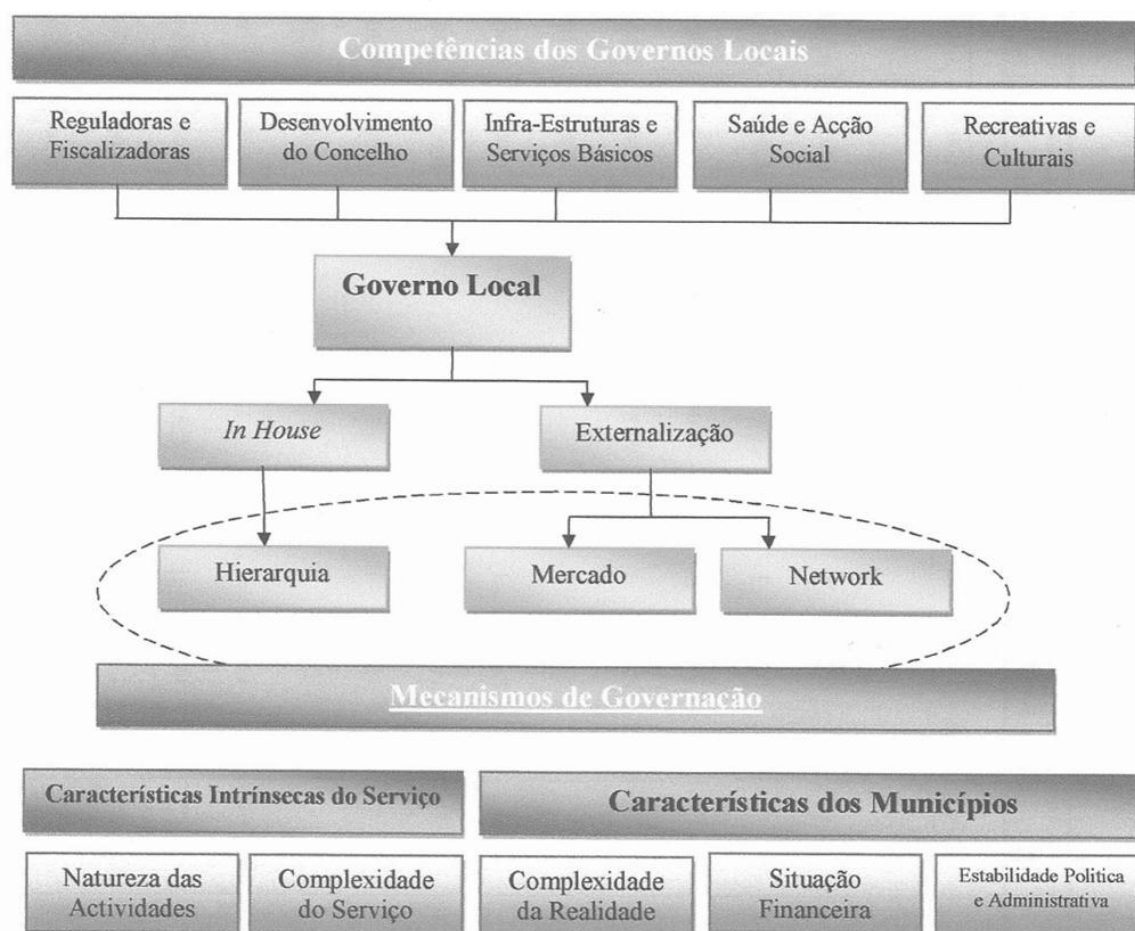 Competências dos Governos Locais
Reguladoras e
Fiscalizadoras
Desenvolvimento
do Concelho
Infra-Estruturas e
Serviços Básicos
Saúde e Acção
Social
Recreativas e
Culturais
Governo Local
In House
Externalização
Hierarquia
Mercado
Network
Mecanismos de Governação
Características Intrínsecas do Serviço
Características dos Municípios
Natureza das
Actividades
Complexidade
do Serviço
Complexidade
da Realidade
Situação
Financeira
Estabilidade Politica
e Administrativa